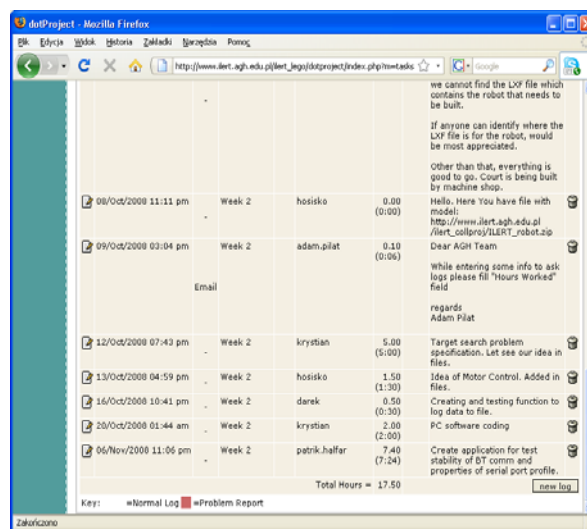 dotProject - Mozilla Firefox
Plik Edycja Widok Historia Zakładki Narzędzia Pomoc
http://www.ilert.agh.edu.pl/ilert_lego/dotproject/index.php?m=tasks
Google
we cannot find the LXF file which
contains the robot that needs to
be built.
If anyone can identify where the
LXF file is for the robot, would
be most appreciated.
Other than that, everything is
good to go. Court is being built
by machine shop.
-
08/Oct/2008 11:11 pm - Week 2 hosisko 0.00 (0:00)
Hello. Here You have file with
model:
http://www.ilert.agh.edu.pl
/ilert_collproj/ILERT_robot.zip
09/Oct/2008 03:04 pm Email Week 2 adam.pilat 0.10 (0:06)
Dear AGH Team
While entering some info to ask
logs please fill "Hours Worked"
field
regards
Adam Pilat
12/Oct/2008 07:43 pm - Week 2 krystian 5.00 (5:00)
Target search problem
specification. Let see our idea in
files.
13/Oct/2008 04:59 pm - Week 2 hosisko 1.50 (1:30)
Idea of Motor Control. Added in
files.
16/Oct/2008 10:41 pm - Week 2 darek 0.50 (0:30)
Creating and testing function to
log data to file.
20/Oct/2008 01:44 am - Week 2 krystian 2.00 (2:00)
PC software coding
06/Nov/2008 11:06 pm - Week 2 patrik.halfar 7.40 (7:24)
Create application for test
stability of BT comm and
properties of serial port profile.
Total Hours = 17.50
new log
Key: =Normal Log =Problem Report
Zakończono